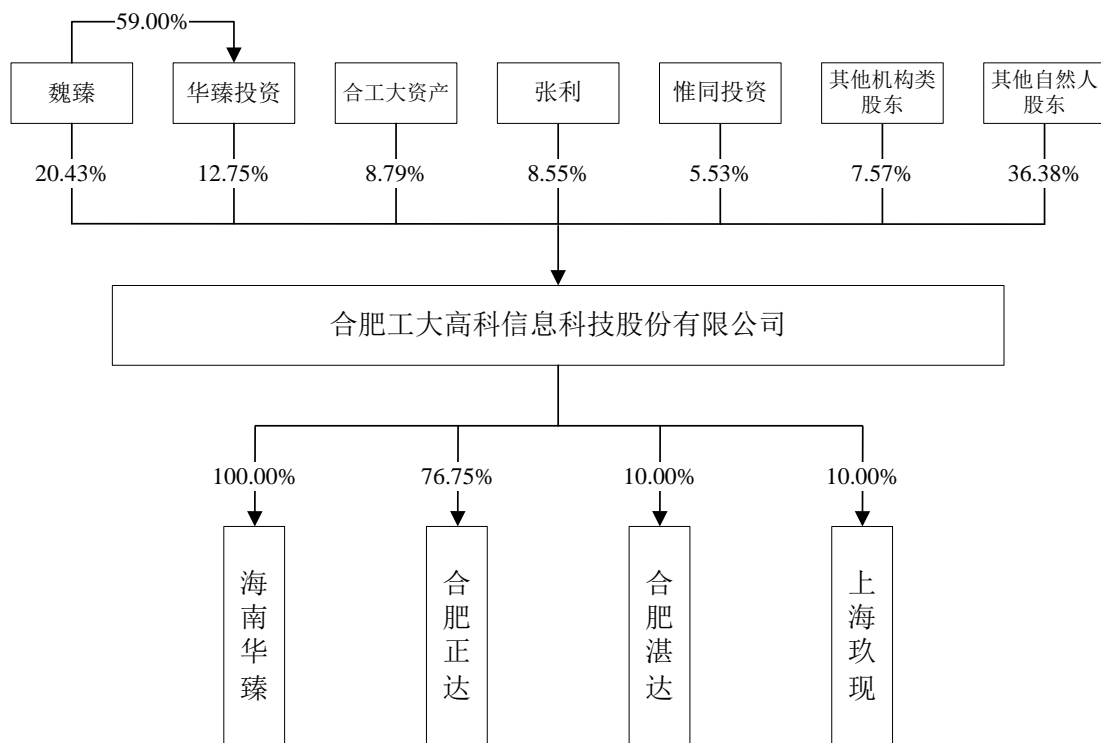 59.00%
魏臻
华臻投资
合工大资产
张利
惟同投资
其他机构类
股东
其他自然人
股东
20.43%
12.75%
8.79%
8.55%
5.53%
7.57%
36.38%
合肥工大高科信息科技股份有限公司
100.00%
76.75%
10.00%
10.00%
海南华臻
合肥正达
合肥湛达
上海玖现